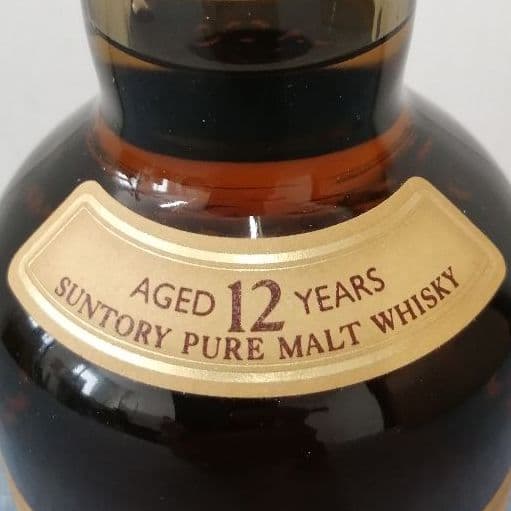 AGED 12 YEARS
SUNTORY PURE MALT WHISKY